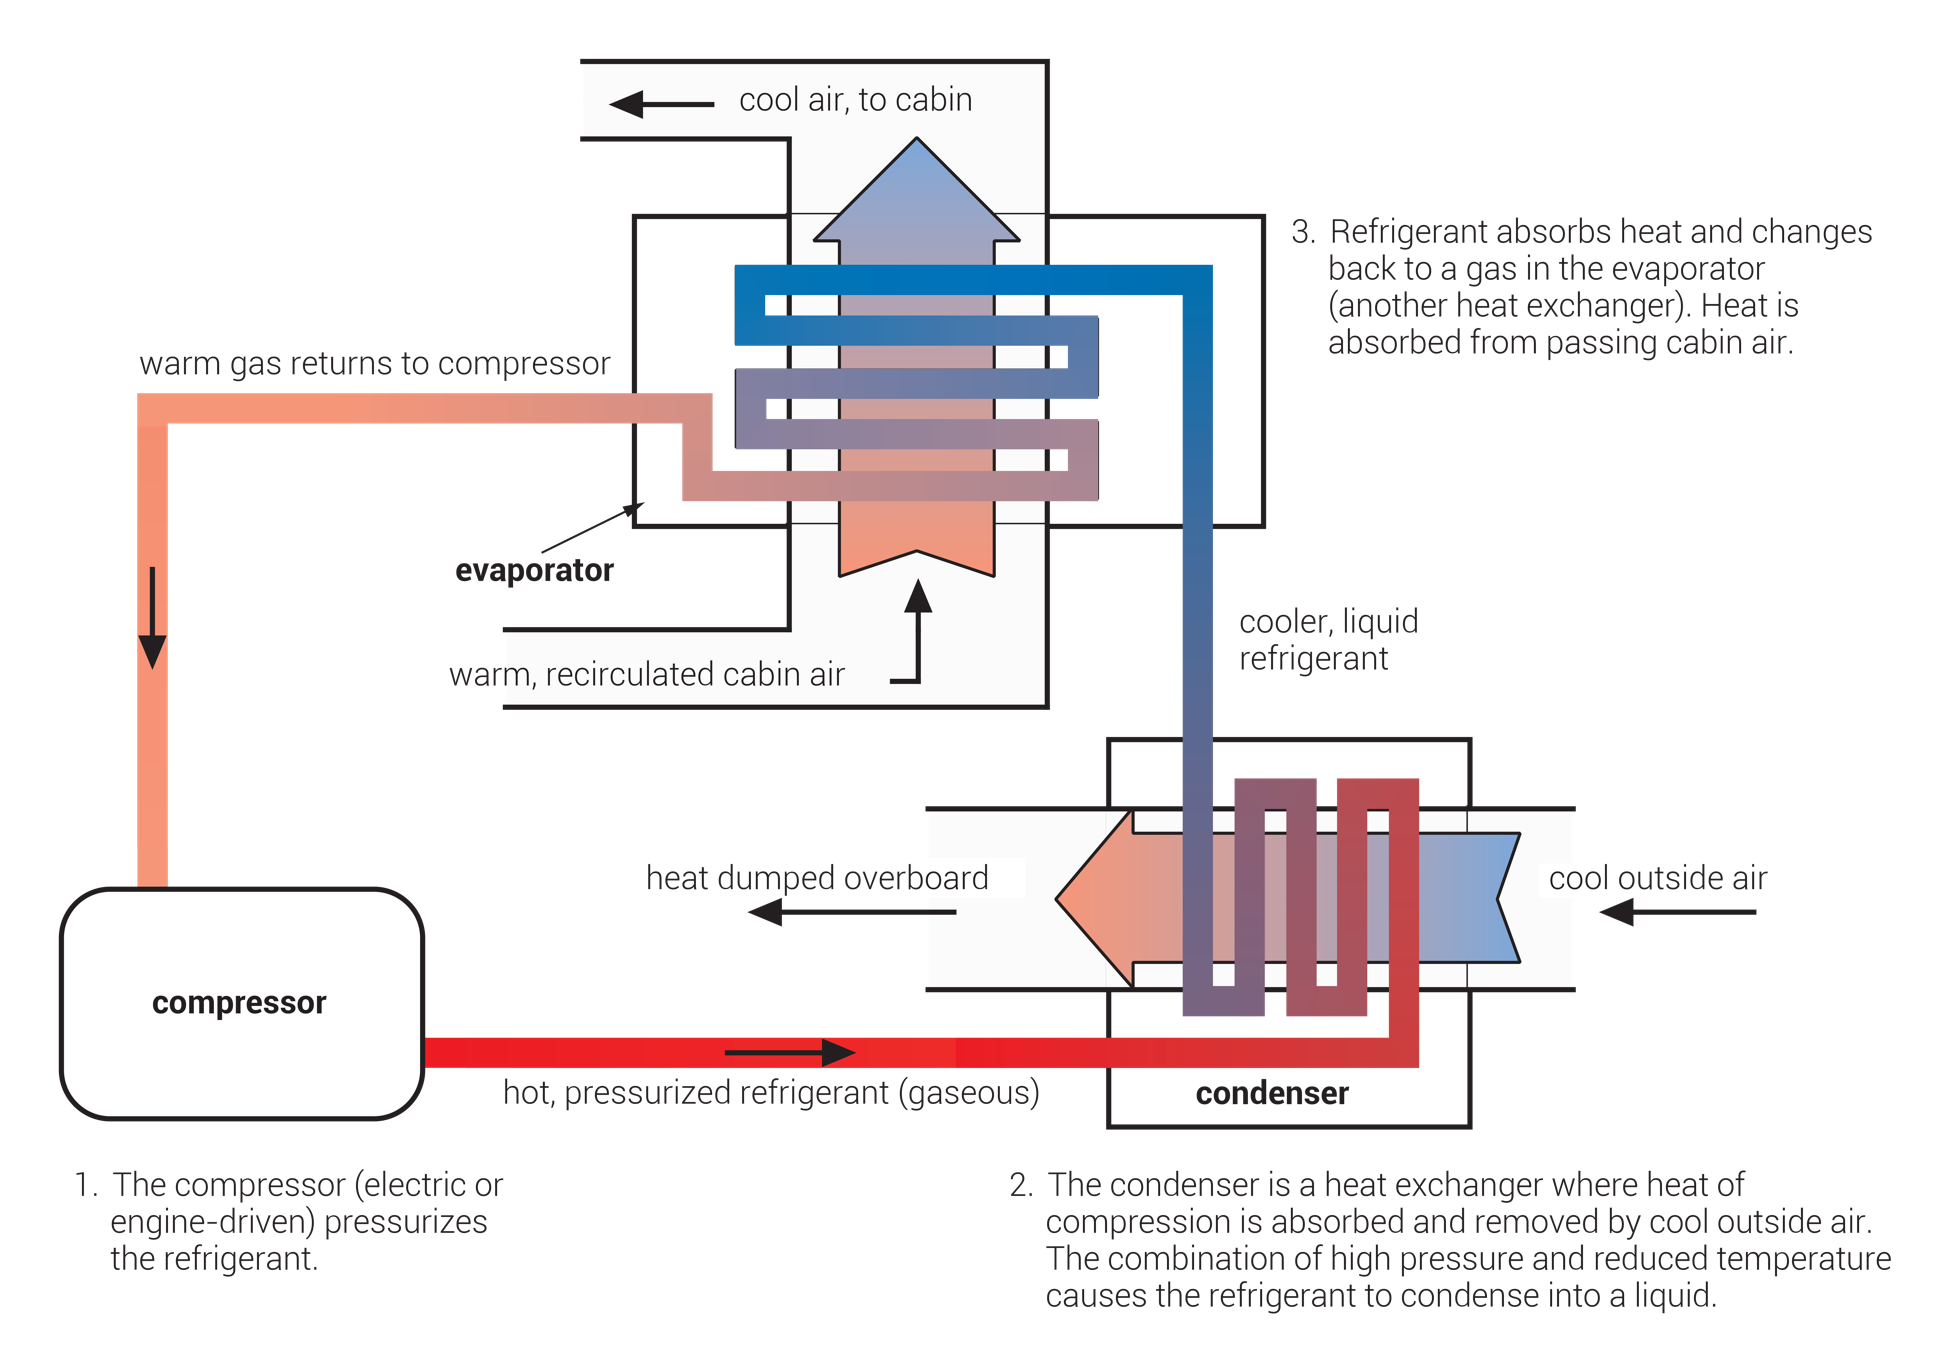 cool air, to cabin
3. Refrigerant absorbs heat and changes
back to a gas in the evaporator
(another heat exchanger). Heat is
absorbed from passing cabin air.
warm gas returns to compressor
evaporator
warm, recirculated cabin air
cooler, liquid
refrigerant
heat dumped overboard
cool outside air
compressor
hot, pressurized refrigerant (gaseous)
condenser
1. The compressor (electric or
engine-driven) pressurizes
the refrigerant.
2. The condenser is a heat exchanger where heat of
compression is absorbed and removed by cool outside air.
The combination of high pressure and reduced temperature
causes the refrigerant to condense into a liquid.